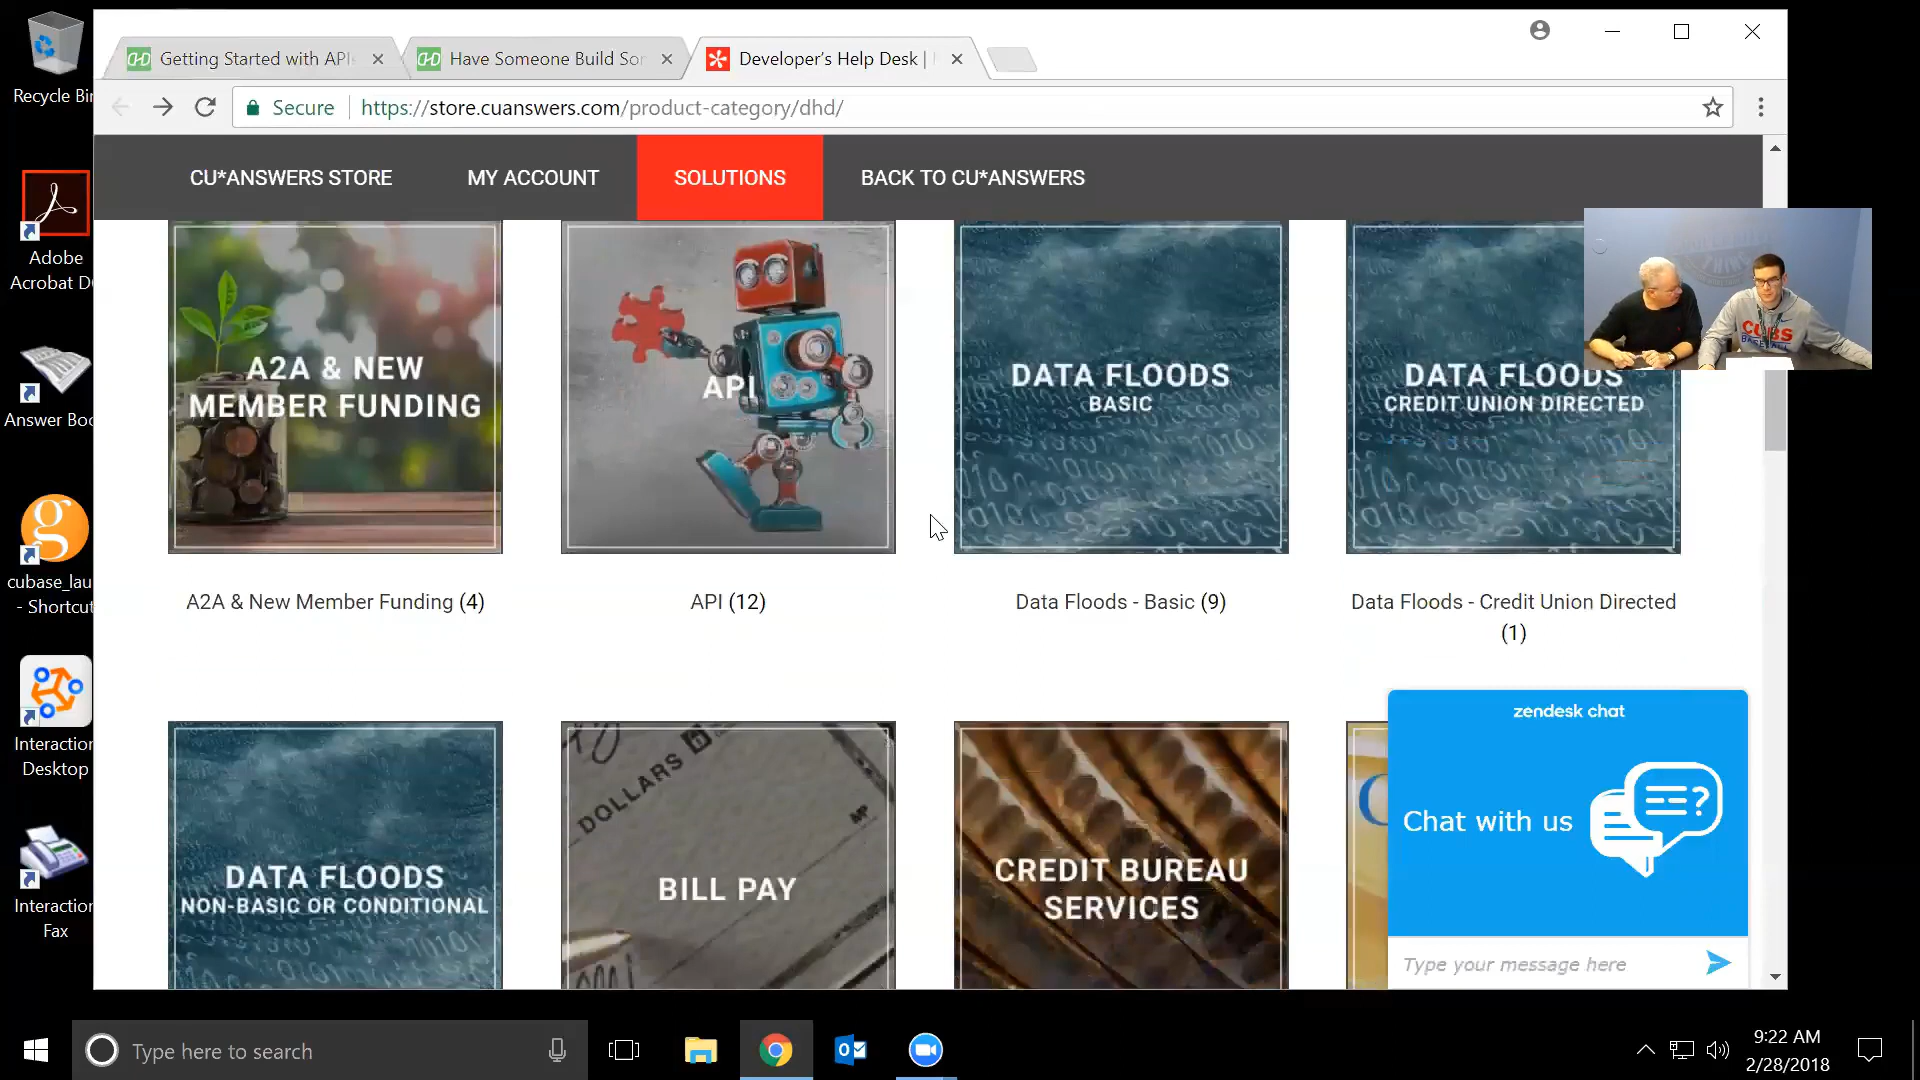 Recycle Bi
Adobe
Acrobat D
Answer Boo
cubase_lau
- Shortcut
Interaction
Desktop
Interaction
Fax
Getting Started with API
Have Someone Build So
Developer's Help Desk |
Secure
https://store.cuanswers.com/product-category/dhd/
CU*ANSWERS STORE
MY ACCOUNT
SOLUTIONS
BACK TO CU*ANSWERS
A2A & NEW
MEMBER FUNDING
API
DATA FLOODS
BASIC
DATA FLOODS
CREDIT UNION DIRECTED
CUBS
BASEBALL
A2A & New Member Funding (4)
API (12)
Data Floods - Basic (9)
Data Floods - Credit Union Directed
(1)
DATA FLOODS
NON-BASIC OR CONDITIONAL
DOLLARS
MP
BILL PAY
CREDIT BUREAU
SERVICES
C
zendesk chat
Chat with us
Type your message here
Type here to search
9:22 AM
2/28/2018